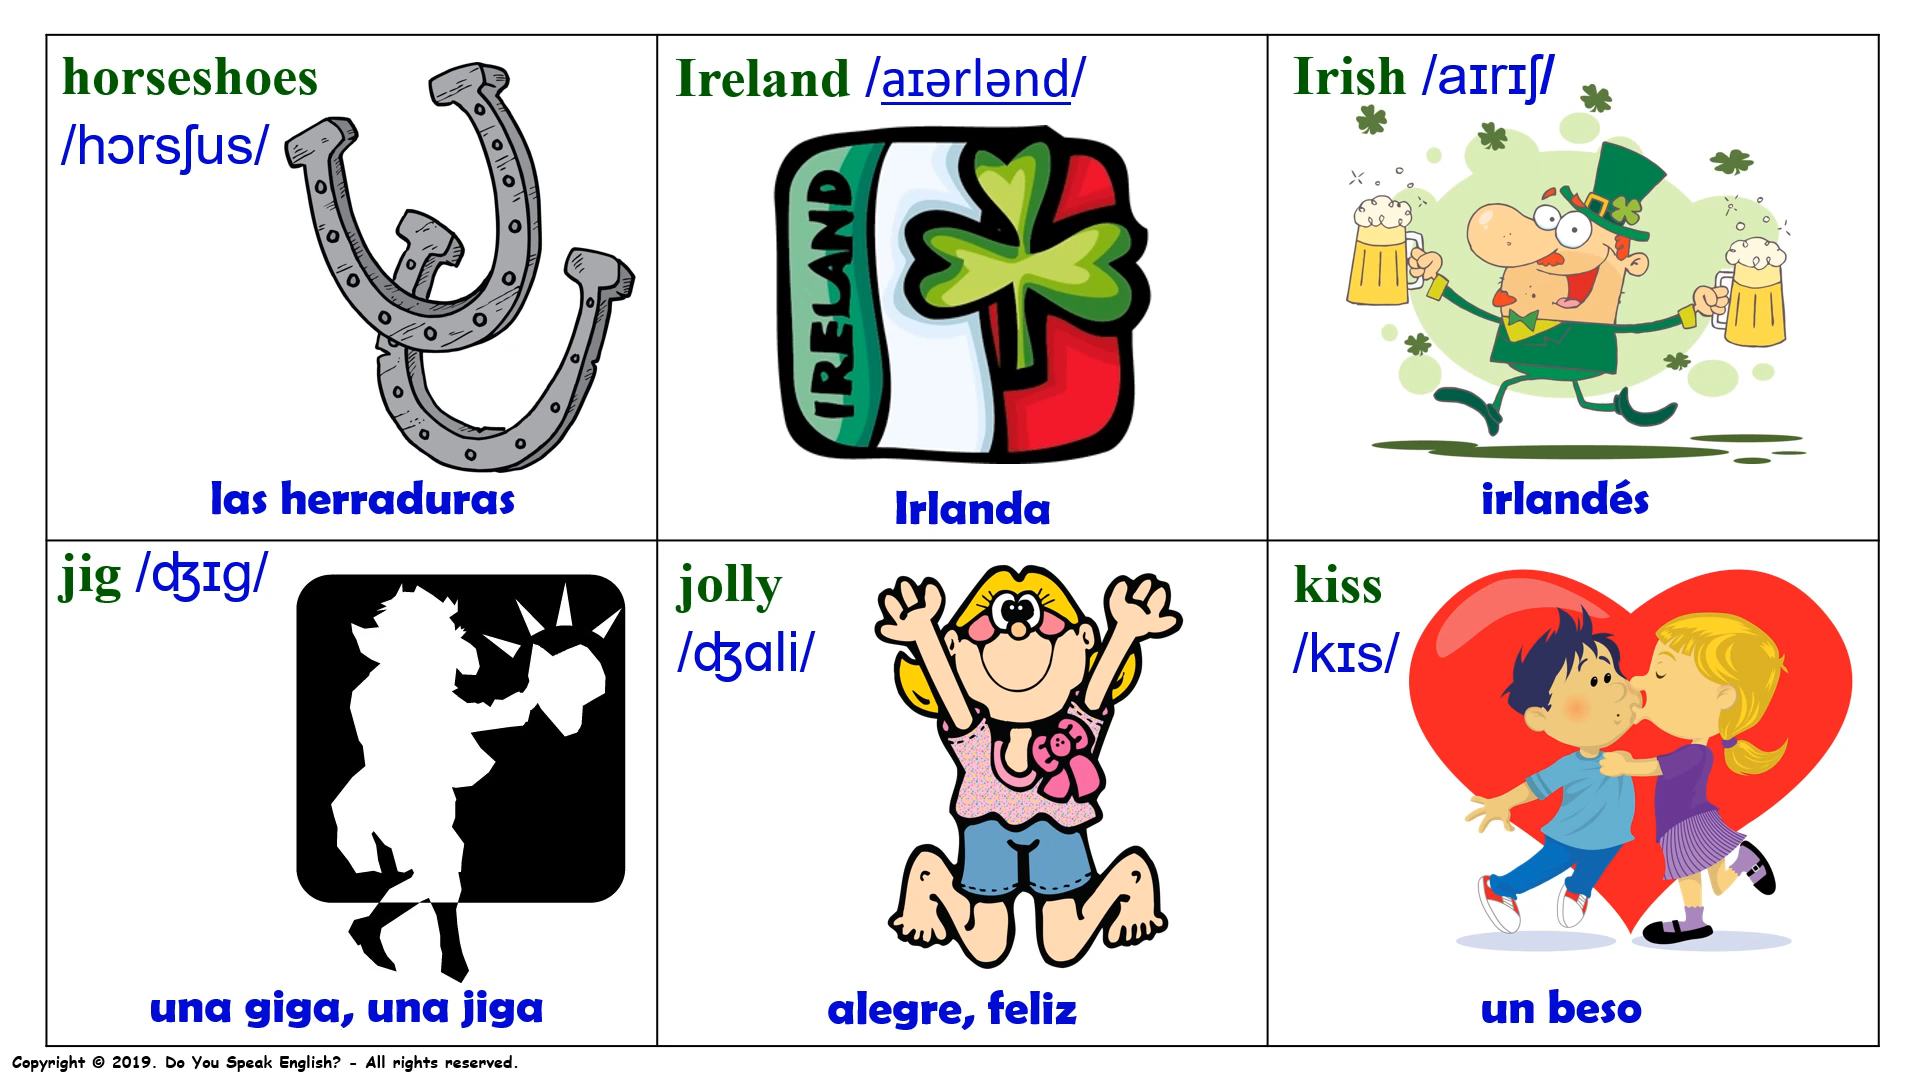 horseshoes
/hɔrsʃus/
las herraduras
Ireland /aɪərlənd/
IRELAND
Irlanda
Irish /aɪrɪʃ/
irlandés
jig /ʤɪg/
una giga, una jiga
jolly
/ʤali/
alegre, feliz
kiss
/kɪs/
un beso
Copyright © 2019. Do You Speak English? - All rights reserved.